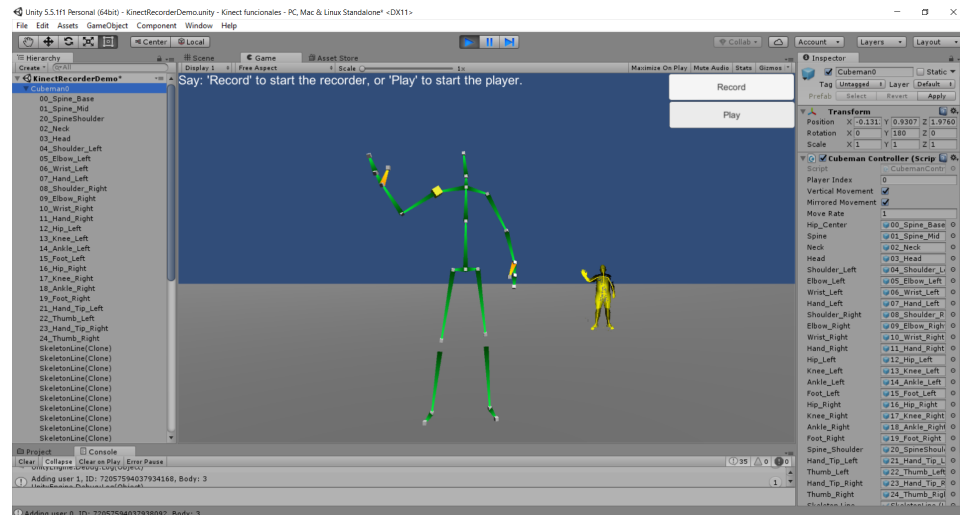 Unity 5.5.1f1 Personal (64bit) - KinectRecorderDemo.unity - Kinect funcionales - PC, Mac & Linux Standalone* <DX11>
File Edit Assets GameObject Component Window Help
Center Local Collab Account Layers Layout
Hierarchy
Create All
KinectRecorderDemo*
Cubeman0
00_Spine_Base
01_Spine_Mid
20_SpineShoulder
02_Neck
03_Head
04_Shoulder_Left
05_Elbow_Left
06_Wrist_Left
07_Hand_Left
08_Shoulder_Right
09_Elbow_Right
10_Wrist_Right
11_Hand_Right
12_Hip_Left
13_Knee_Left
14_Ankle_Left
15_Foot_Left
16_Hip_Right
17_Knee_Right
18_Ankle_Right
19_Foot_Right
21_Hand_Tip_Left
22_Thumb_Left
23_Hand_Tip_Right
24_Thumb_Right
SkeletonLine(Clone)
SkeletonLine(Clone)
SkeletonLine(Clone)
SkeletonLine(Clone)
SkeletonLine(Clone)
SkeletonLine(Clone)
SkeletonLine(Clone)
SkeletonLine(Clone)
Scene Game Asset Store
Display 1 Free Aspect Scale 1x Maximize On Play Mute Audio Stats Gizmos
Say: 'Record' to start the recorder, or 'Play' to start the player.
Record
Play
Inspector
Cubeman0 Static
Tag Untagged Layer Default
Prefab Select Revert Apply
Transform
Position X -0.131 Y 0.9307 Z 1.9760
Rotation X 0 Y 180 Z 0
Scale X 1 Y 1 Z 1
Cubeman Controller (Scrip
Script CubemanContr
Player Index 0
Vertical Movement
Mirrored Movement
Move Rate 1
Hip_Center 00_Spine_Base
Spine 01_Spine_Mid
Neck 02_Neck
Head 03_Head
Shoulder_Left 04_Shoulder_L
Elbow_Left 05_Elbow_Left
Wrist_Left 06_Wrist_Left
Hand_Left 07_Hand_Left
Shoulder_Right 08_Shoulder_R
Elbow_Right 09_Elbow_Righ
Wrist_Right 10_Wrist_Right
Hand_Right 11_Hand_Right
Hip_Left 12_Hip_Left
Knee_Left 13_Knee_Left
Ankle_Left 14_Ankle_Left
Foot_Left 15_Foot_Left
Hip_Right 16_Hip_Right
Knee_Right 17_Knee_Right
Ankle_Right 18_Ankle_Right
Foot_Right 19_Foot_Right
Spine_Shoulder 20_SpineShoul
Hand_Tip_Left 21_Hand_Tip_L
Thumb_Left 22_Thumb_Left
Hand_Tip_Right 23_Hand_Tip_R
Thumb_Right 24_Thumb_Righ
Project Console
Clear Collapse Clear on Play Error Pause 35 0 0
UnityEngine.Debug:Log(Object)
Adding user 1, ID: 72057594037934168, Body: 3 1
UnityEngine.Debug:Log(Object)
Adding user 0, ID: 72057594037938092, Body: 3